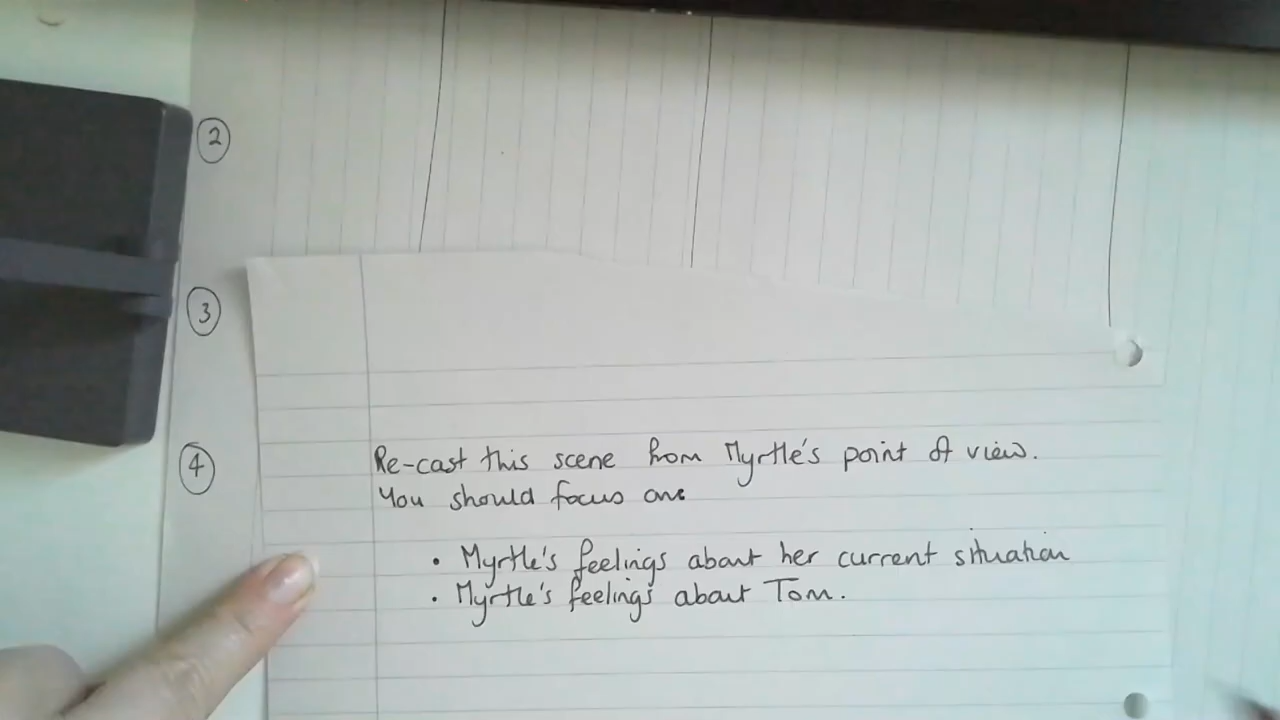 2
3
4
Re-cast this scene from Myrtle's point of view.
You should focus on:
• Myrtle's feelings about her current situation
• Myrtle's feelings about Tom.